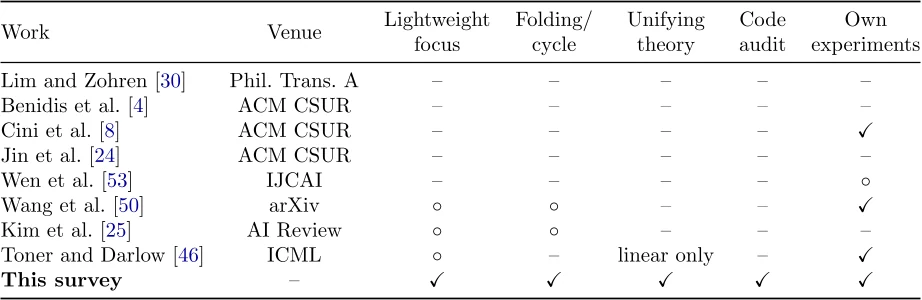 Work Venue Lightweight focus Folding/ cycle Unifying theory Code audit Own experiments
Lim and Zohren [30] Phil. Trans. A – – – – –
Benidis et al. [4] ACM CSUR – – – – –
Cini et al. [8] ACM CSUR – – – – ✓
Jin et al. [24] ACM CSUR – – – – –
Wen et al. [53] IJCAI – – – – ○
Wang et al. [50] arXiv ○ ○ – – ✓
Kim et al. [25] AI Review ○ ○ – – –
Toner and Darlow [46] ICML ○ – linear only – ✓
This survey – ✓ ✓ ✓ ✓ ✓